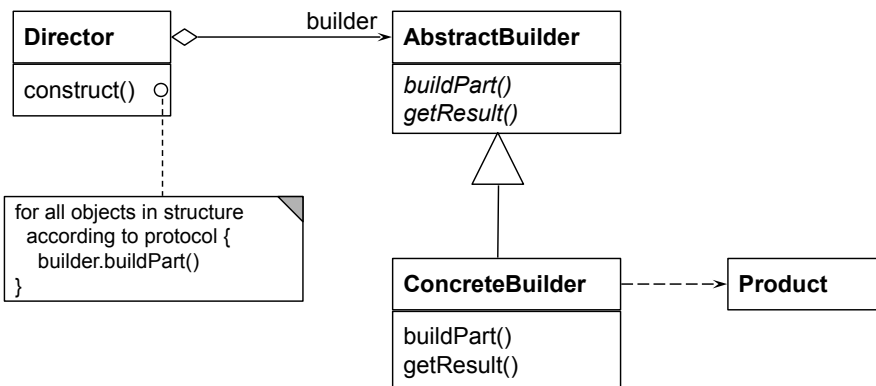 Director
construct()
builder
AbstractBuilder
buildPart()
getResult()
for all objects in structure
according to protocol {
builder.buildPart()
}
ConcreteBuilder
buildPart()
getResult()
Product